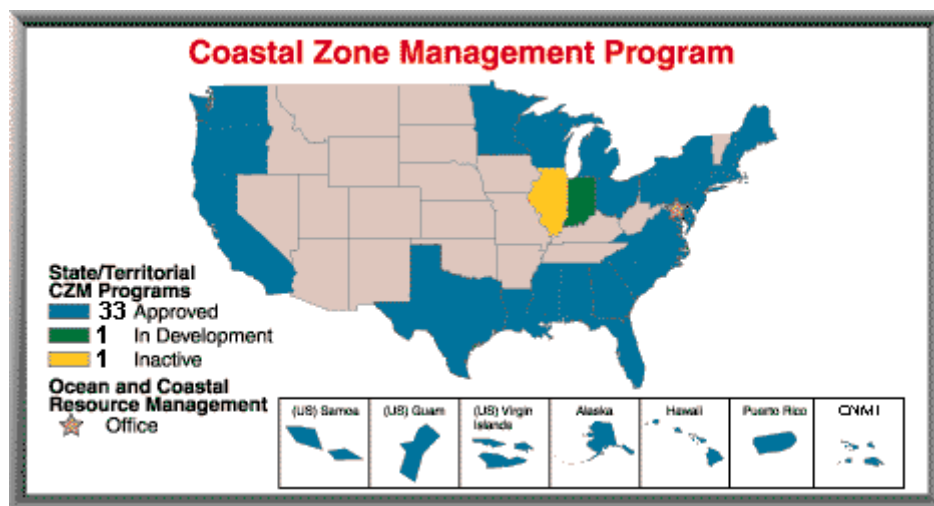 Coastal Zone Management Program
State/Territorial
CZM Programs
33 Approved
1 In Development
1 Inactive
Ocean and Coastal
Resource Management
Office
(US) Samoa
(US) Guam
(US) Virgin
Islands
Alaska
Hawaii
Puerto Rico
CNMI